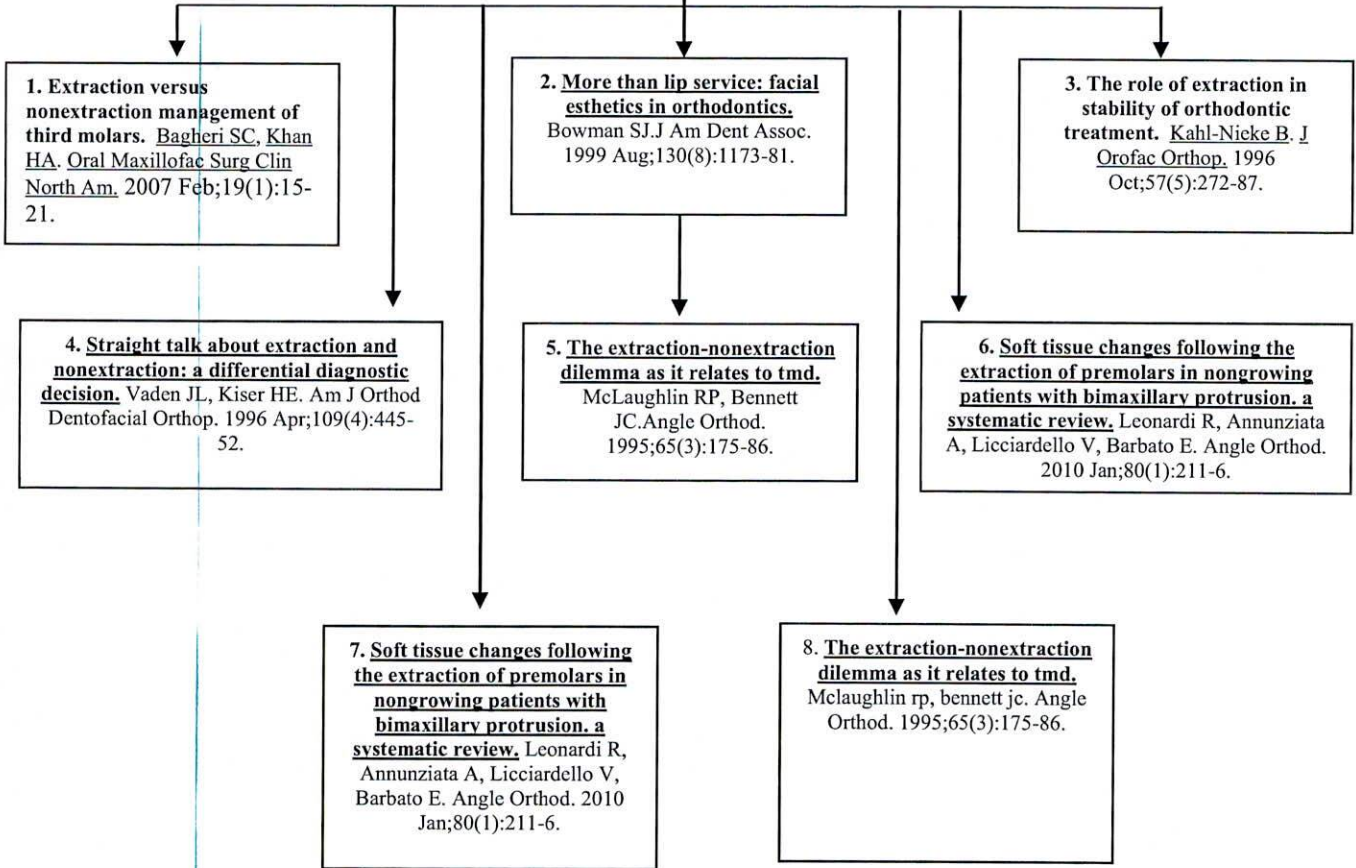 1. Extraction versus
nonextraction management of
third molars. Bagheri SC, Khan
HA. Oral Maxillofac Surg Clin
North Am. 2007 Feb;19(1):15-
21.
2. More than lip service: facial
esthetics in orthodontics.
Bowman SJ.J Am Dent Assoc.
1999 Aug;130(8):1173-81.
3. The role of extraction in
stability of orthodontic
treatment. Kahl-Nieke B. J
Orofac Orthop. 1996
Oct;57(5):272-87.
4. Straight talk about extraction and
nonextraction: a differential diagnostic
decision. Vaden JL, Kiser HE. Am J Orthod
Dentofacial Orthop. 1996 Apr;109(4):445-
52.
5. The extraction-nonextraction
dilemma as it relates to tmd.
McLaughlin RP, Bennett
JC.Angle Orthod.
1995;65(3):175-86.
6. Soft tissue changes following the
extraction of premolars in nongrowing
patients with bimaxillary protrusion. a
systematic review. Leonardi R, Annunziata
A, Licciardello V, Barbato E. Angle Orthod.
2010 Jan;80(1):211-6.
7. Soft tissue changes following
the extraction of premolars in
nongrowing patients with
bimaxillary protrusion. a
systematic review. Leonardi R,
Annunziata A, Licciardello V,
Barbato E. Angle Orthod. 2010
Jan;80(1):211-6.
8. The extraction-nonextraction
dilemma as it relates to tmd.
Mclaughlin rp, bennett jc. Angle
Orthod. 1995;65(3):175-86.